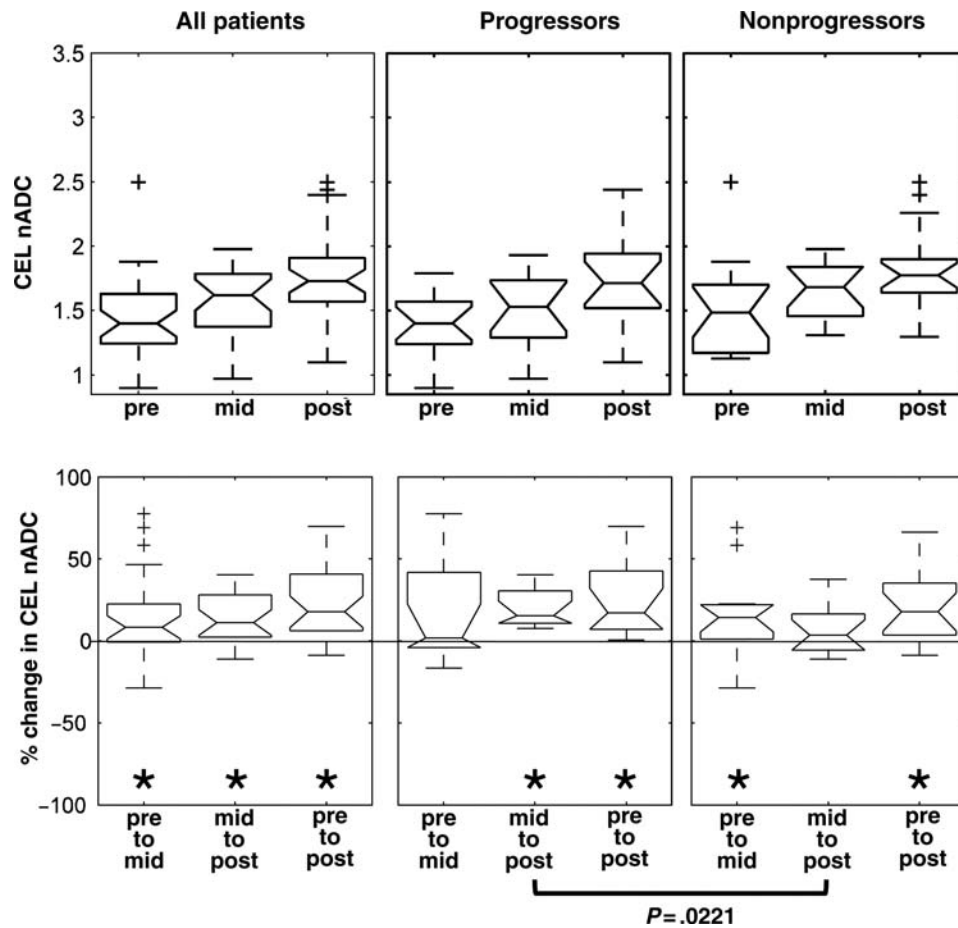 All patients Progressors Nonprogressors
CEL nADC
3.5
3
2.5
2
1.5
1
pre mid post pre mid post pre mid post
% change in CEL nADC
100
50
0
-50
-100
* * * * * * *
pre mid pre pre mid pre pre mid pre
to to to to to to to to to
mid post post mid post post mid post post
P = .0221